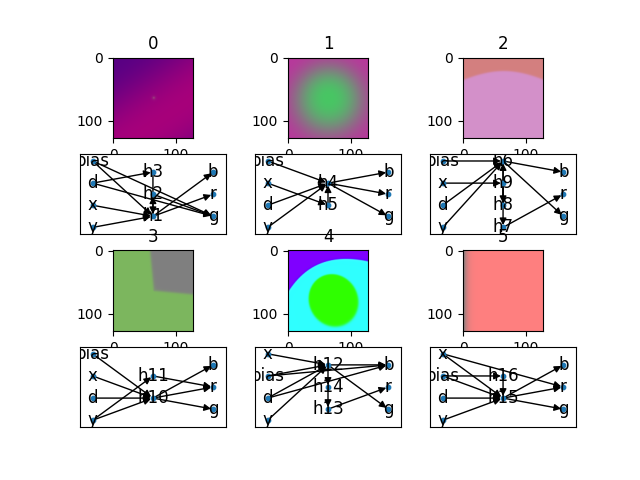 0 1 2
0 0 0
100 100 100
0 100 0 100 0 100
bias h3 b
d h2 r
x h1 g
y
bias h4 b
x h5 r
d g
y
bias h6 b
x h9 r
d h8 g
y h7
3 4 5
0 0 0
100 100 100
0 100 0 100 0 100
bias h11 b
x h10 r
d g
y
x h12 b
bias h14 r
d h13 g
y
x h16 b
bias h15 r
d g
y